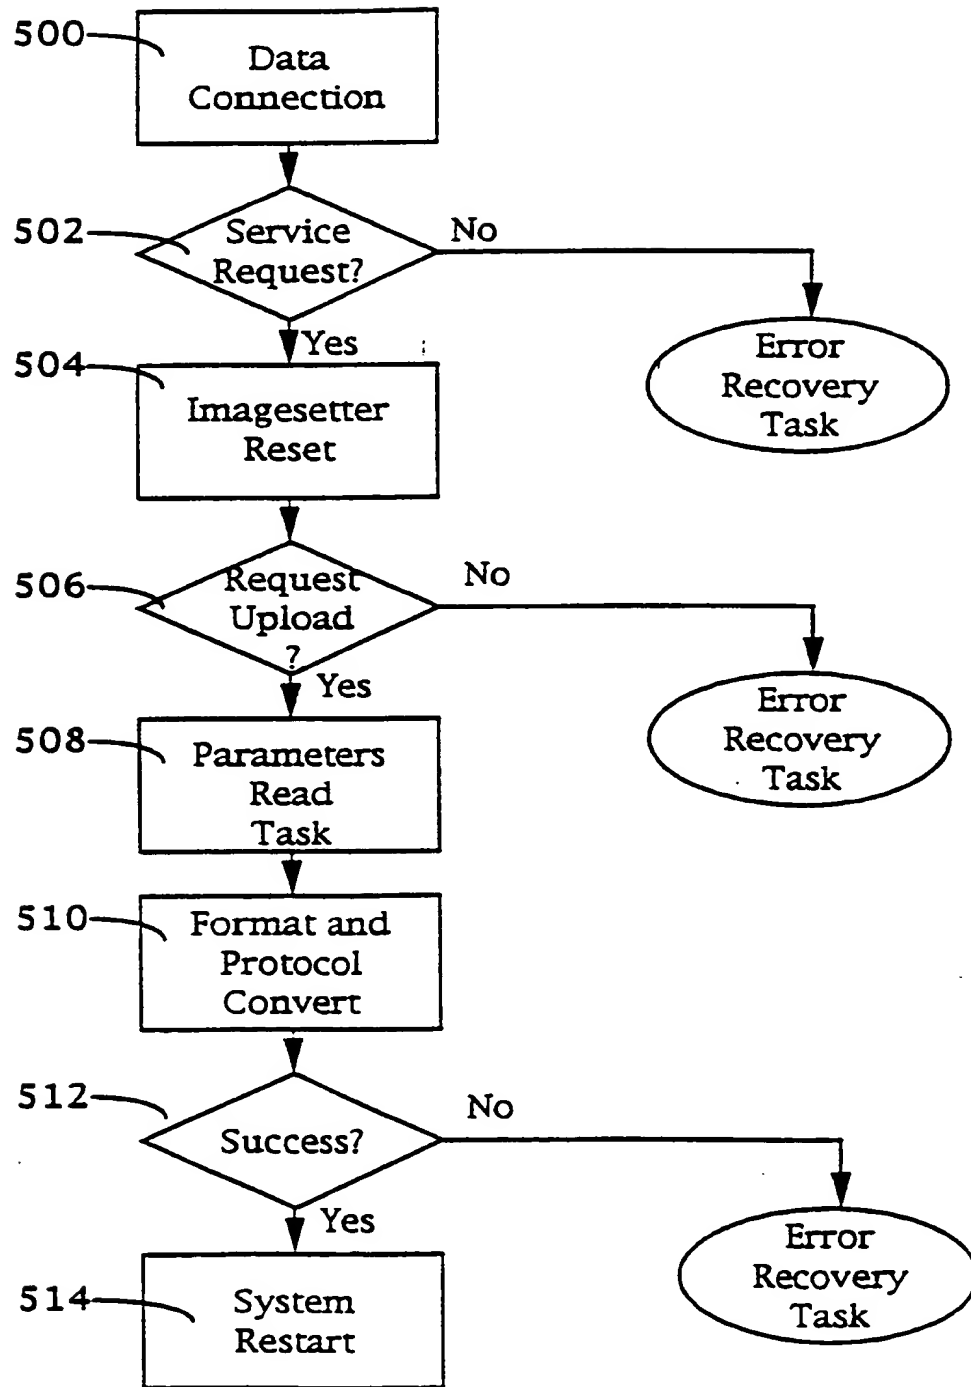 500
Data
Connection
502
Service
Request?
No
Yes
Error
Recovery
Task
504
Imagesetter
Reset
506
Request
Upload
?
No
Yes
Error
Recovery
Task
508
Parameters
Read
Task
510
Format and
Protocol
Convert
512
Success?
No
Yes
Error
Recovery
Task
514
System
Restart